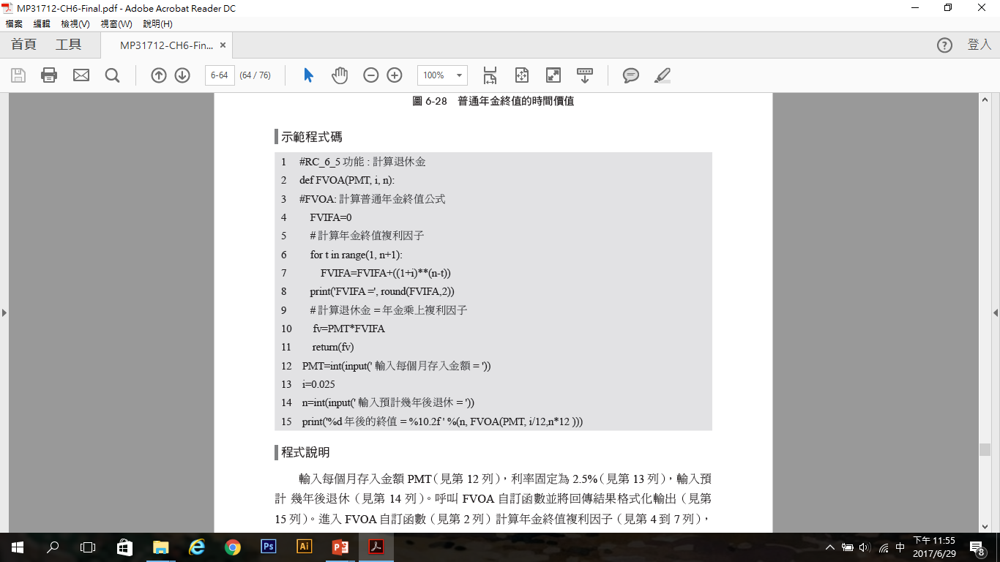 MP31712-CH6-Final.pdf - Adobe Acrobat Reader DC
檔案 編輯 檢視(V) 視窗(W) 說明(H)
首頁 工具 MP31712-CH6-Fin... × ? 登入
6-64 (64 / 76) 100%
圖 6-28 普通年金終值的時間價值
示範程式碼
1 #RC_6_5 功能 : 計算退休金
2 def FVOA(PMT, i, n):
3 #FVOA: 計算普通年金終值公式
4 FVIFA=0
5 # 計算年金終值複利因子
6 for t in range(1, n+1):
7 FVIFA=FVIFA+((1+i)**(n-t))
8 print('FVIFA =', round(FVIFA,2))
9 # 計算退休金 = 年金乘上複利因子
10 fv=PMT*FVIFA
11 return(fv)
12 PMT=int(input(' 輸入每個月存入金額 = '))
13 i=0.025
14 n=int(input(' 輸入預計幾年後退休 = '))
15 print('%d 年後的終值 = %10.2f ' %(n, FVOA(PMT, i/12,n*12 )))
程式說明
輸入每個月存入金額 PMT（見第 12 列），利率固定為 2.5%（見第 13 列），輸入預
計 幾年後退休（見第 14 列）。呼叫 FVOA 自訂函數並將回傳結果格式化輸出（見第
15 列）。進入 FVOA 自訂函數（見第 2 列）計算年金終值複利因子（見第 4 到 7 列），
Ps Ai 中 下午 11:55
2017/6/29 8